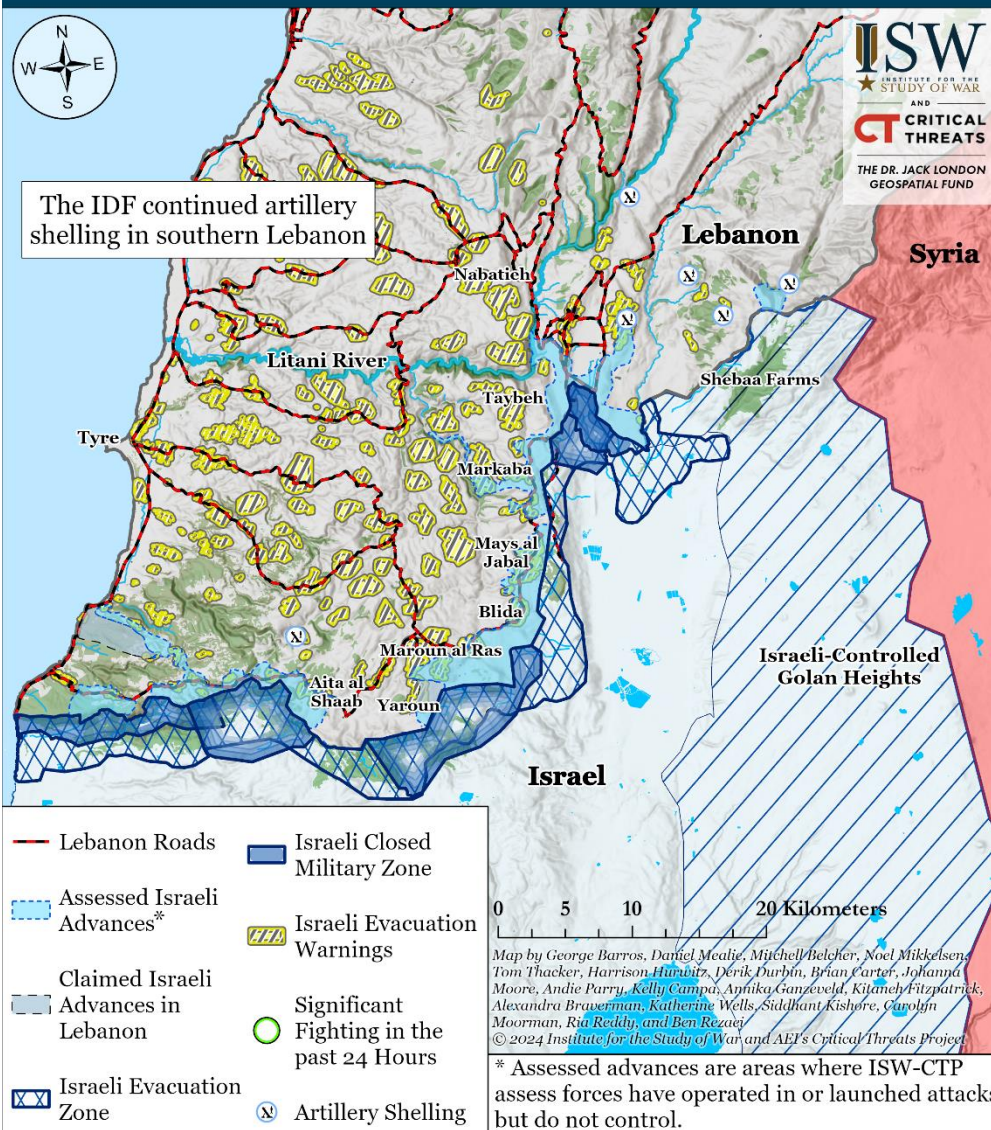 N
W E
S
ISW
INSTITUTE FOR THE
STUDY OF WAR
AND
CT CRITICAL
THREATS
THE DR. JACK LONDON
GEOSPATIAL FUND
The IDF continued artillery
shelling in southern Lebanon
Lebanon
Syria
Nabatieh
Litani River
Shebaa Farms
Taybeh
Tyre
Markaba
Mays al
Jabal
Blida
Maroun al Ras
Israeli-Controlled
Golan Heights
Aita al
Shaab
Yaroun
Israel
Lebanon Roads
Assessed Israeli
Advances*
Claimed Israeli
Advances in
Lebanon
Israeli Evacuation
Zone
Israeli Closed
Military Zone
Israeli Evacuation
Warnings
Significant
Fighting in the
past 24 Hours
Artillery Shelling
0 5 10 20 Kilometers
Map by George Barros, Daniel Mealie, Mitchell Belcher, Noel Mikkelsen,
Tom Thacker, Harrison Hurwitz, Derik Durbin, Brian Carter, Johanna
Moore, Andie Parry, Kelly Campa, Annika Ganzeveld, Kitaneh Fitzpatrick,
Alexandra Braverman, Katherine Wells, Siddhant Kishore, Carolyn
Moorman, Ria Reddy, and Ben Rezaei
© 2024 Institute for the Study of War and AEI's Critical Threats Project
* Assessed advances are areas where ISW-CTP
assess forces have operated in or launched attacks
but do not control.